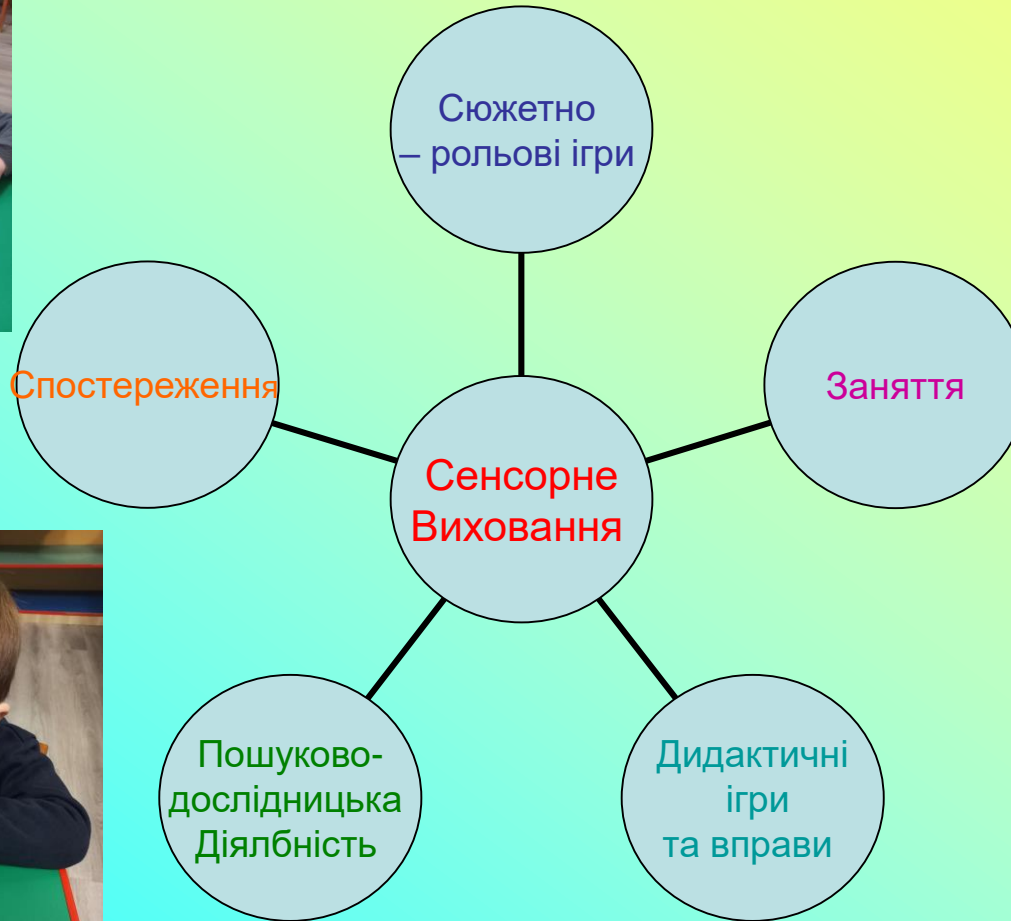 Сюжетно
– рольові ігри
Спостереження
Заняття
Сенсорне
Виховання
Пошуково-
дослідницька
Діялбність
Дидактичні
ігри
та вправи